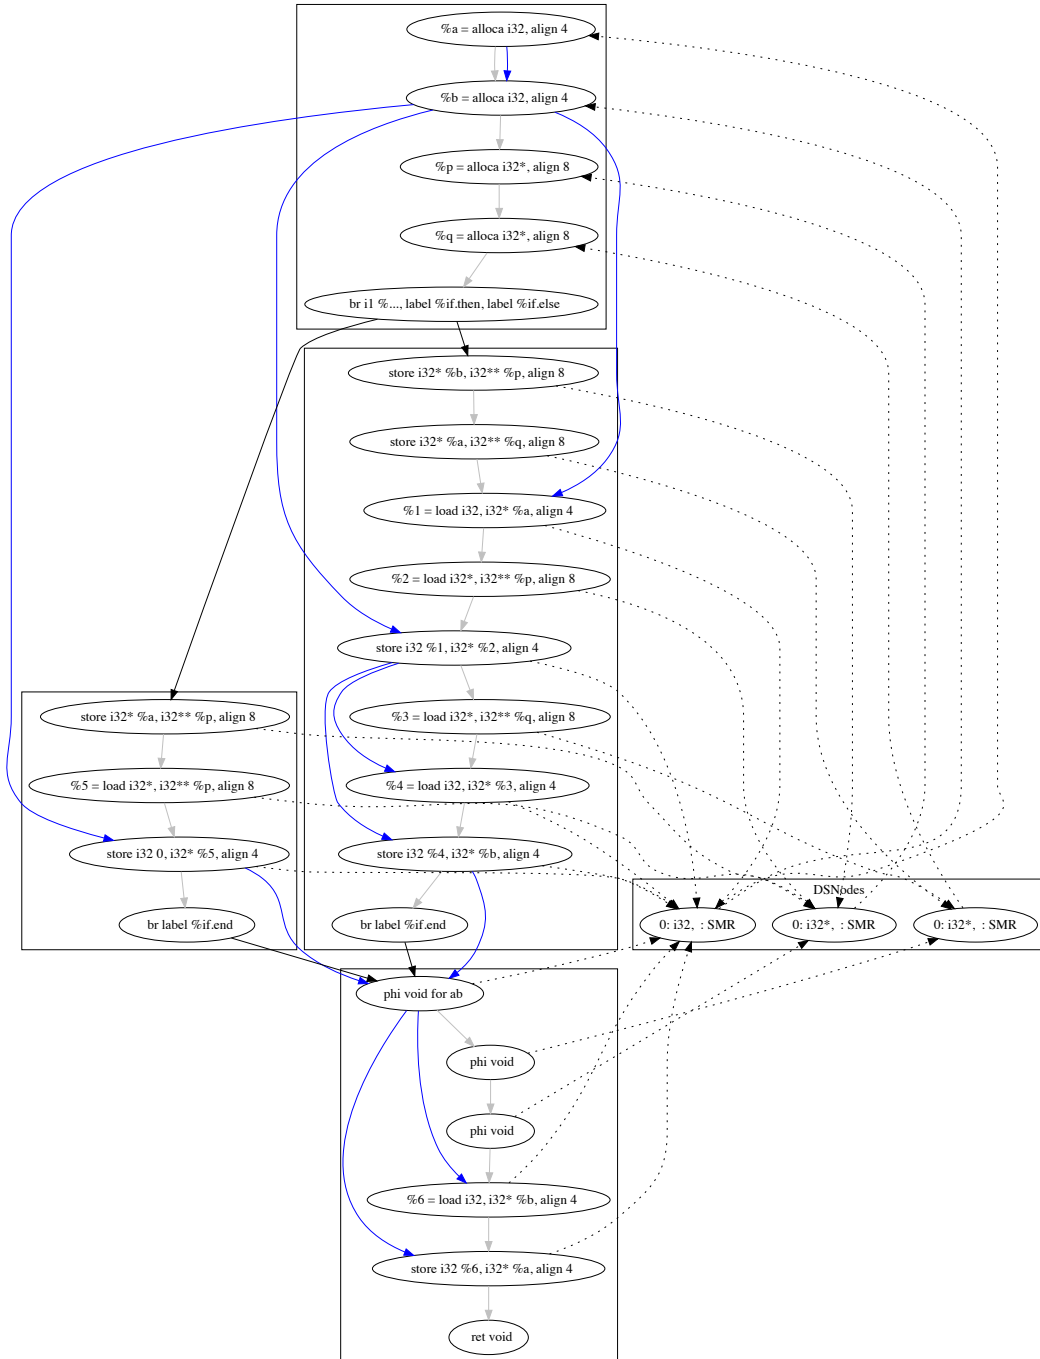 %a = alloca i32, align 4
%b = alloca i32, align 4
%p = alloca i32*, align 8
%q = alloca i32*, align 8
br i1 %..., label %if.then, label %if.else
store i32* %b, i32** %p, align 8
store i32* %a, i32** %q, align 8
%1 = load i32, i32* %a, align 4
%2 = load i32*, i32** %p, align 8
store i32 %1, i32* %2, align 4
%3 = load i32*, i32** %q, align 8
%4 = load i32, i32* %3, align 4
store i32 %4, i32* %b, align 4
br label %if.end
store i32* %a, i32** %p, align 8
%5 = load i32*, i32** %p, align 8
store i32 0, i32* %5, align 4
br label %if.end
DSNodes
0: i32, : SMR
0: i32*, : SMR
0: i32*, : SMR
phi void for ab
phi void
phi void
%6 = load i32, i32* %b, align 4
store i32 %6, i32* %a, align 4
ret void